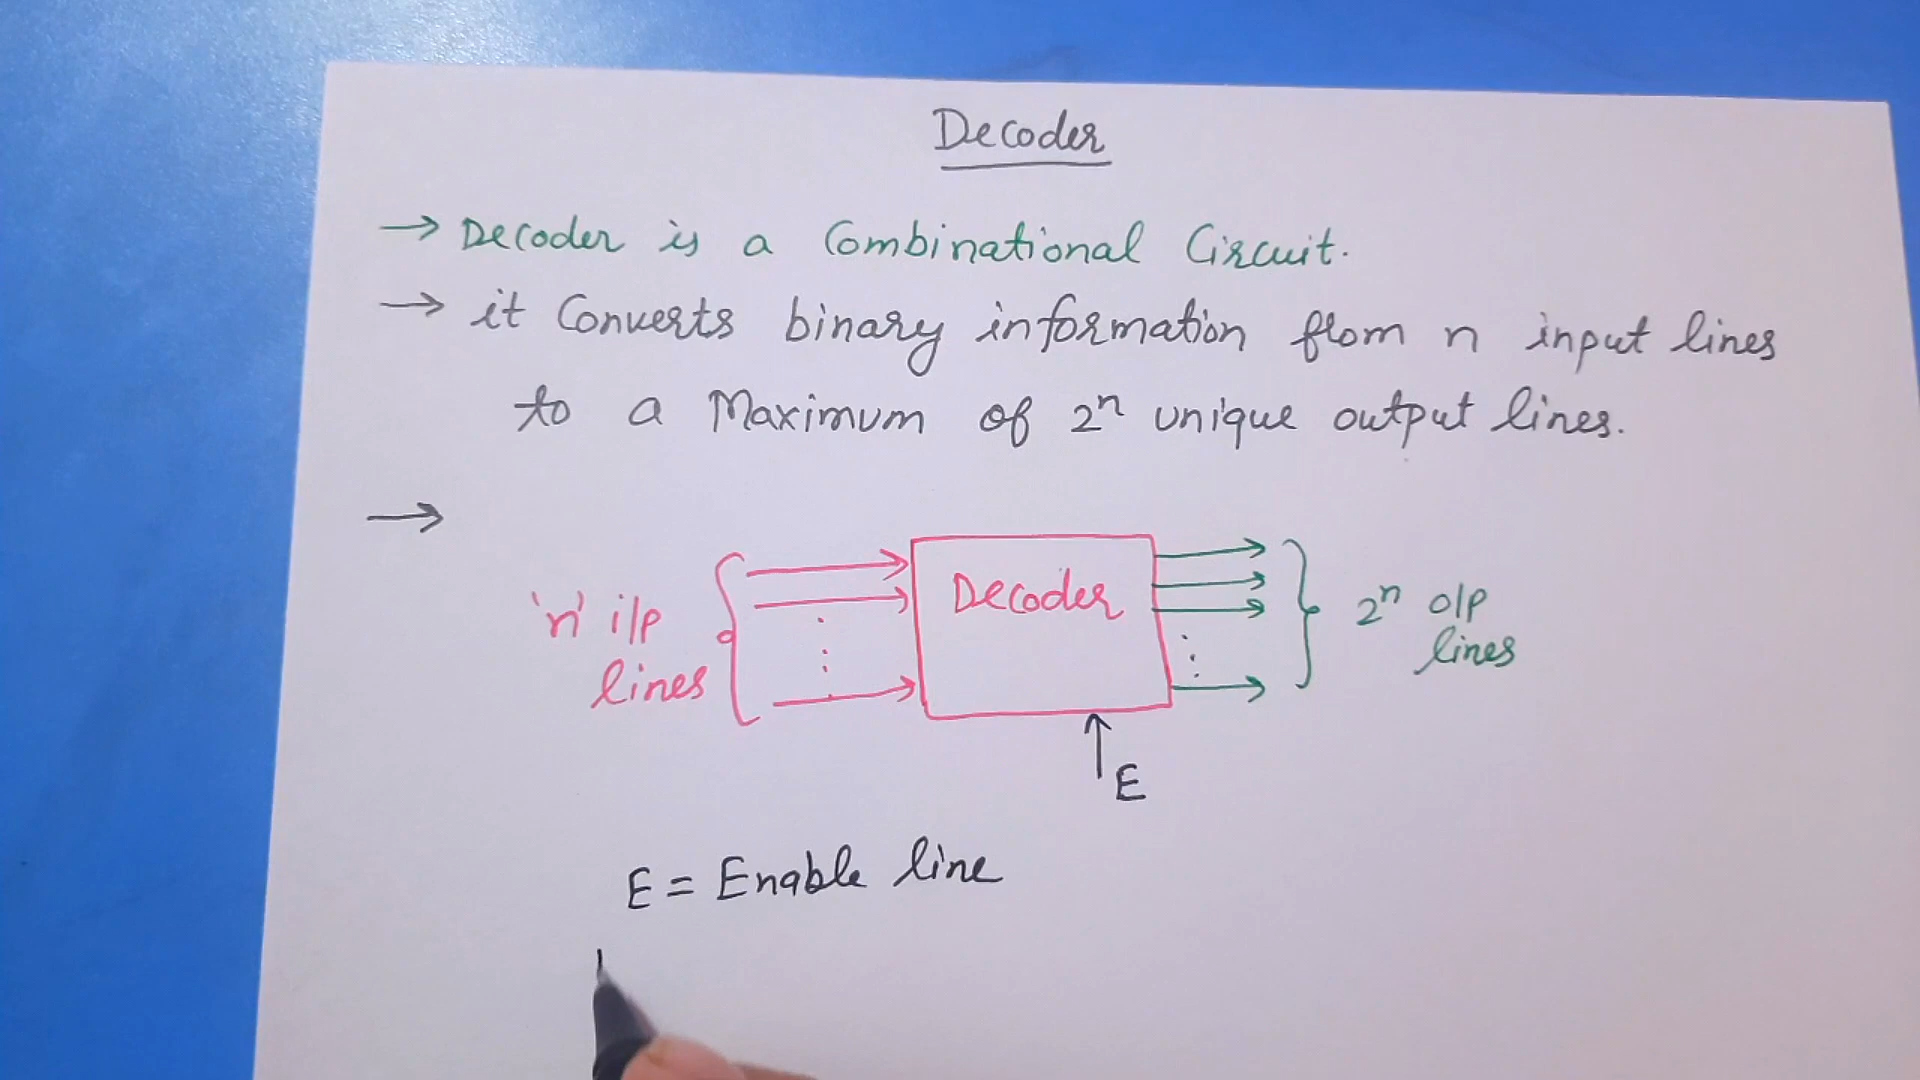 Decoder
→ Decoder is a Combinational Circuit.
→ it Converts binary information from n input lines
to a Maximum of 2ⁿ unique output lines.
→
'n' i/p
lines
Decoder
2ⁿ o/p
lines
E
E = Enable line